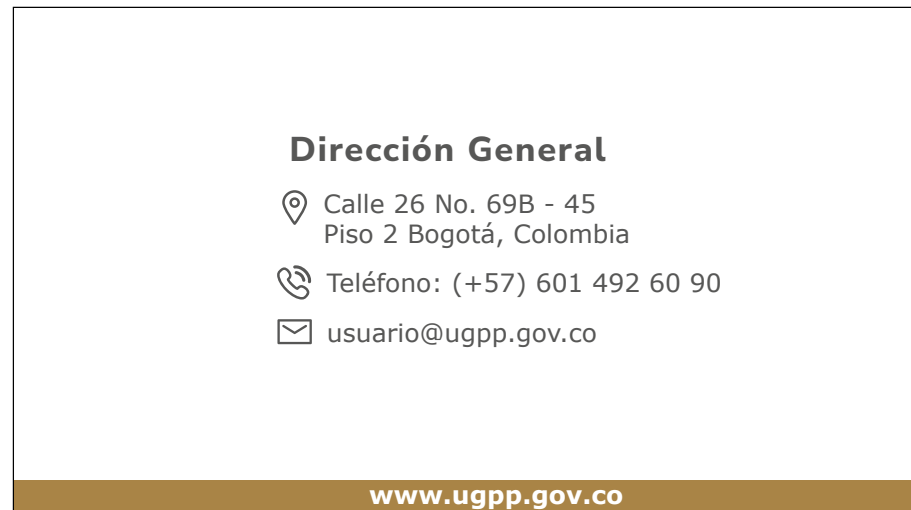 Dirección General
Calle 26 No. 69B - 45
Piso 2 Bogotá, Colombia
Teléfono: (+57) 601 492 60 90
usuario@ugpp.gov.co
www.ugpp.gov.co